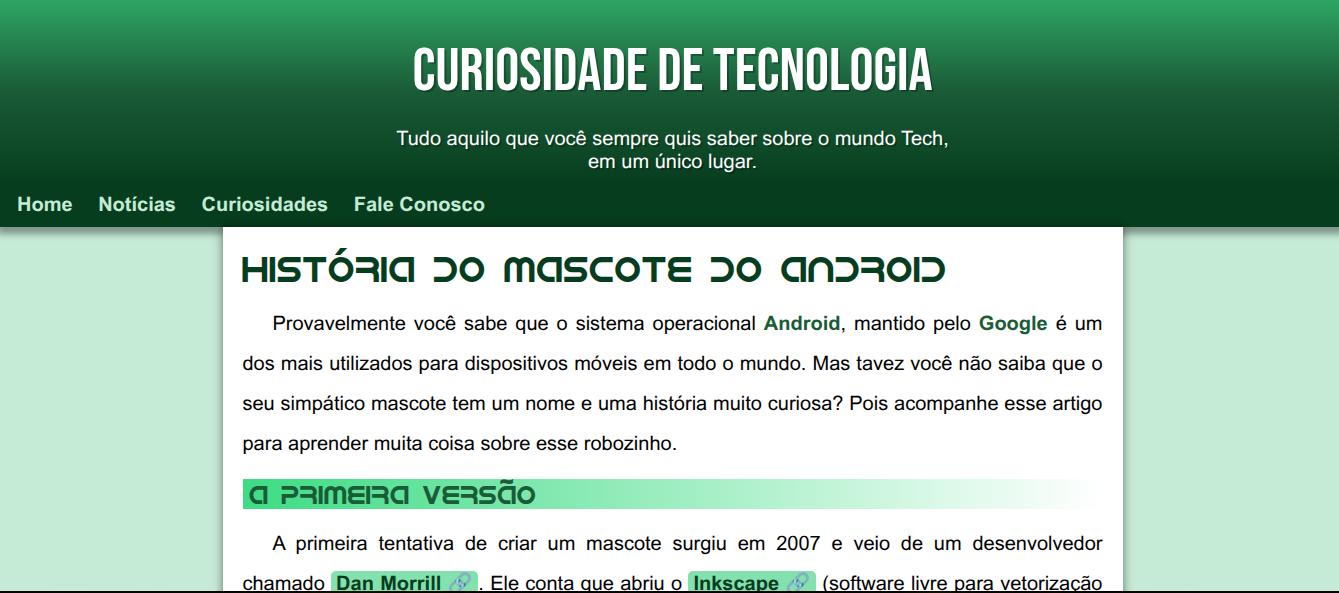 CURIOSIDADE DE TECNOLOGIA
Tudo aquilo que você sempre quis saber sobre o mundo Tech,
em um único lugar.
Home Notícias Curiosidades Fale Conosco
HISTÓRIA DO MASCOTE DO ANDROID
Provavelmente você sabe que o sistema operacional Android, mantido pelo Google é um
dos mais utilizados para dispositivos móveis em todo o mundo. Mas tavez você não saiba que o
seu simpático mascote tem um nome e uma história muito curiosa? Pois acompanhe esse artigo
para aprender muita coisa sobre esse robozinho.
A PRIMEIRA VERSÃO
A primeira tentativa de criar um mascote surgiu em 2007 e veio de um desenvolvedor
chamado Dan Morrill 🔗. Ele conta que abriu o Inkscape 🔗 (software livre para vetorização